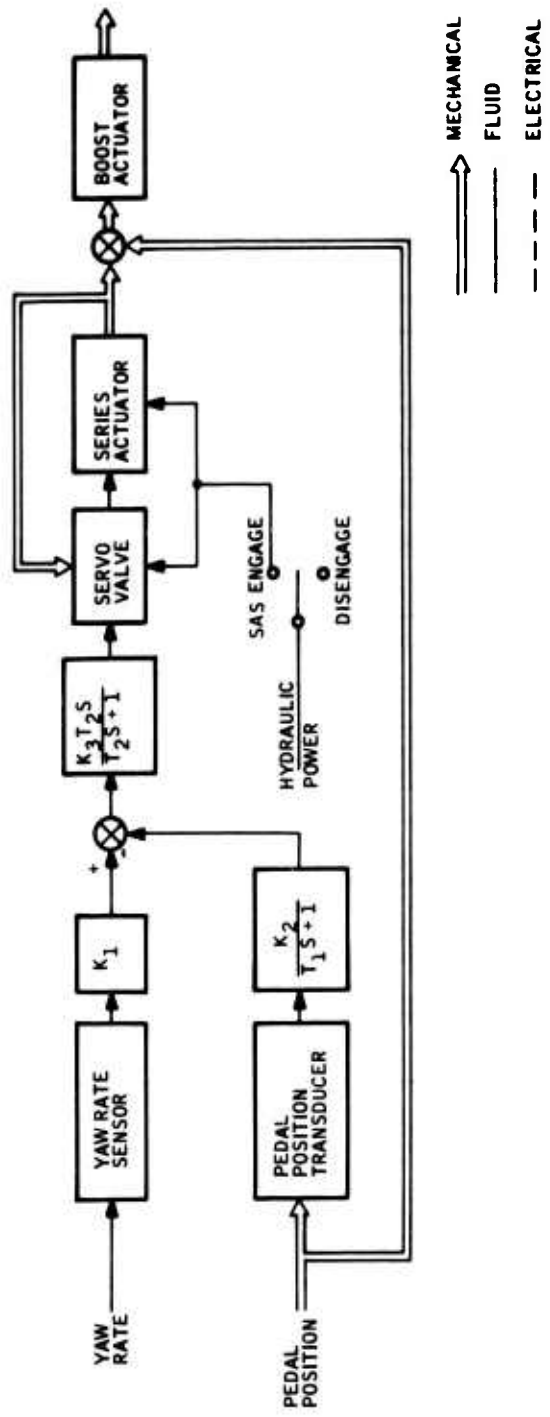 YAW
RATE
YAW RATE
SENSOR
K1
+
-
K3T2S
T2S + 1
SERVO
VALVE
SERIES
ACTUATOR
BOOST
ACTUATOR
PEDAL
POSITION
PEDAL
POSITION
TRANSDUCER
K2
T1S + 1
HYDRAULIC
POWER
SAS ENGAGE
DISENGAGE
MECHANICAL
FLUID
ELECTRICAL